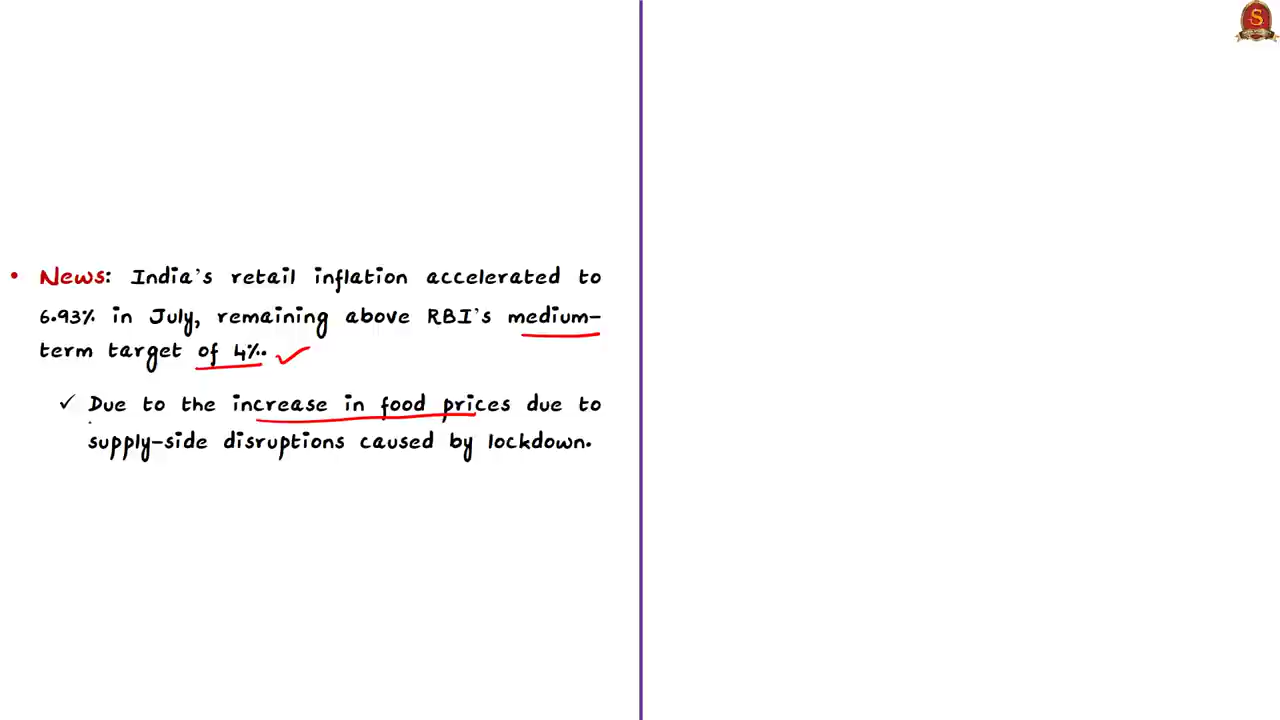 • News: India's retail inflation accelerated to
6.93% in July, remaining above RBI's medium-
term target of 4%.
✓ Due to the increase in food prices due to
supply-side disruptions caused by lockdown.
S